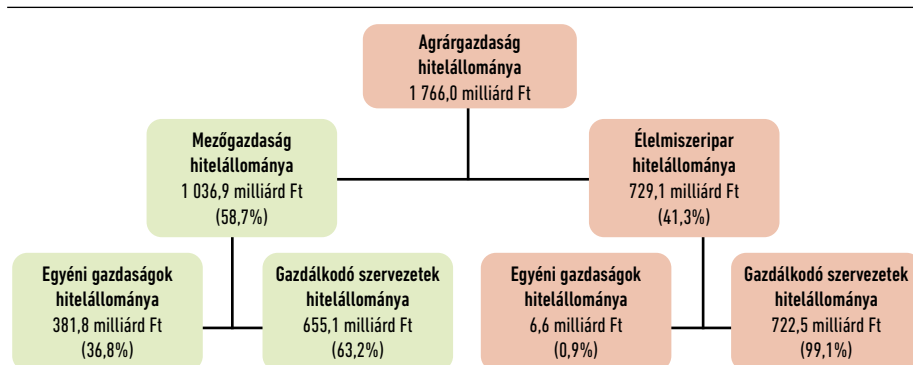 Agrárgazdaság
hitelállománya
1 766,0 milliárd Ft
Mezőgazdaság
hitelállománya
1 036,9 milliárd Ft
(58,7%)
Élelmiszeripar
hitelállománya
729,1 milliárd Ft
(41,3%)
Egyéni gazdaságok
hitelállománya
381,8 milliárd Ft
(36,8%)
Gazdálkodó szervezetek
hitelállománya
655,1 milliárd Ft
(63,2%)
Egyéni gazdaságok
hitelállománya
6,6 milliárd Ft
(0,9%)
Gazdálkodó szervezetek
hitelállománya
722,5 milliárd Ft
(99,1%)